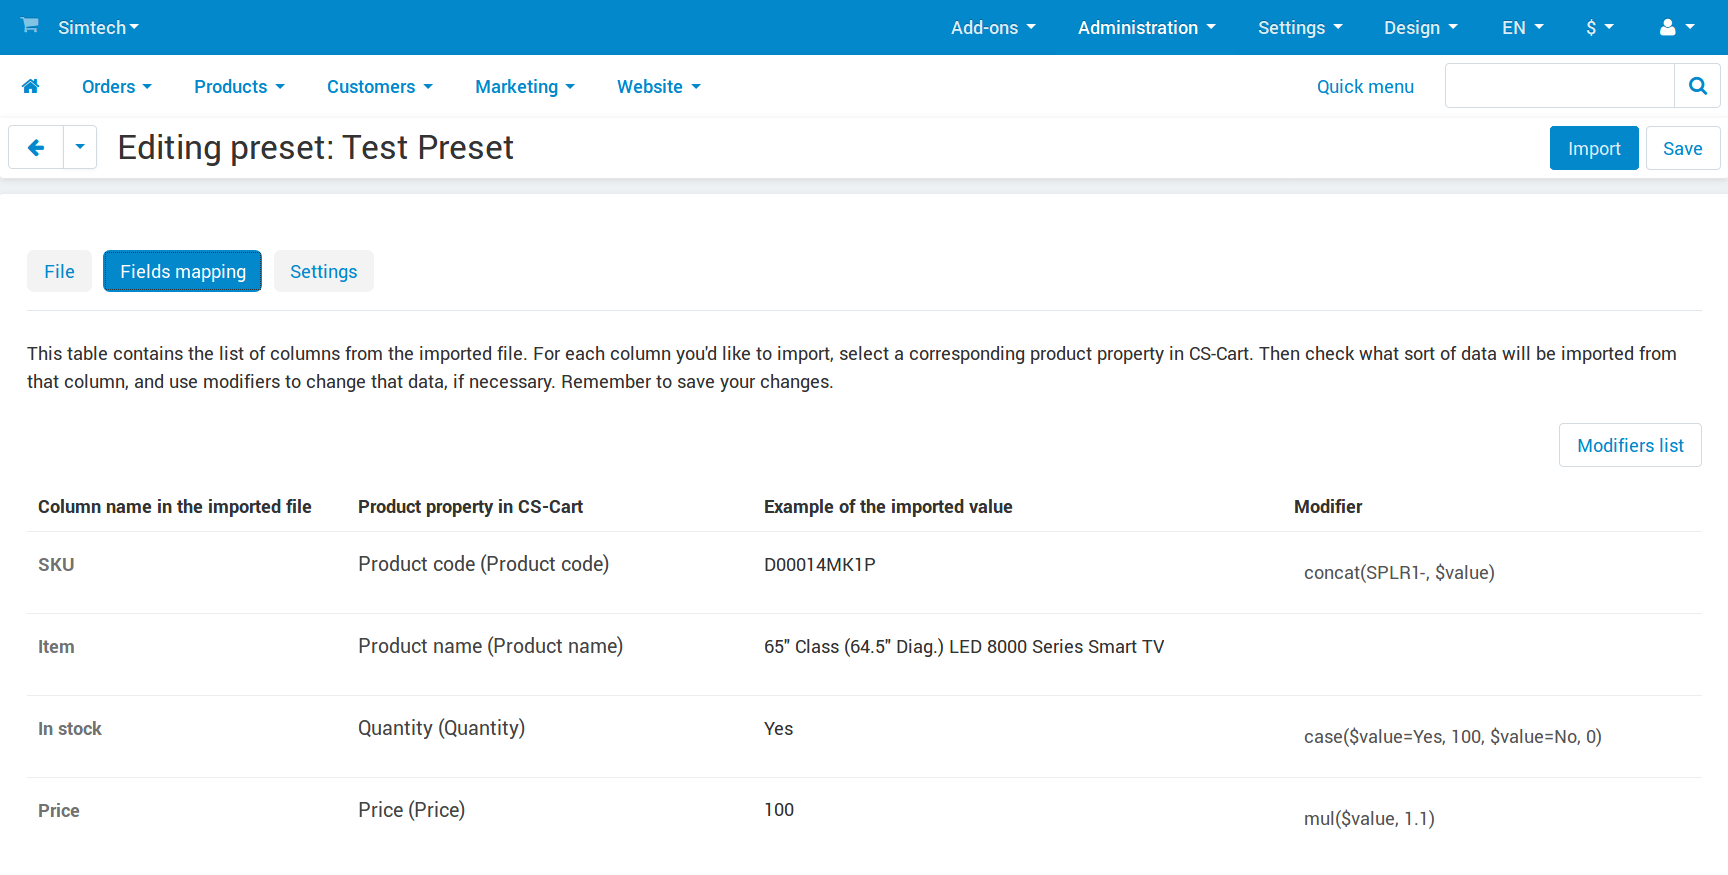 Simtech Add-ons Administration Settings Design EN $
Orders Products Customers Marketing Website Quick menu
Editing preset: Test Preset Import Save
File Fields mapping Settings
This table contains the list of columns from the imported file. For each column you'd like to import, select a corresponding product property in CS-Cart. Then check what sort of data will be imported from
that column, and use modifiers to change that data, if necessary. Remember to save your changes.
Modifiers list
Column name in the imported file Product property in CS-Cart Example of the imported value Modifier
SKU Product code (Product code) D00014MK1P concat(SPLR1-, $value)
Item Product name (Product name) 65" Class (64.5" Diag.) LED 8000 Series Smart TV
In stock Quantity (Quantity) Yes case($value=Yes, 100, $value=No, 0)
Price Price (Price) 100 mul($value, 1.1)